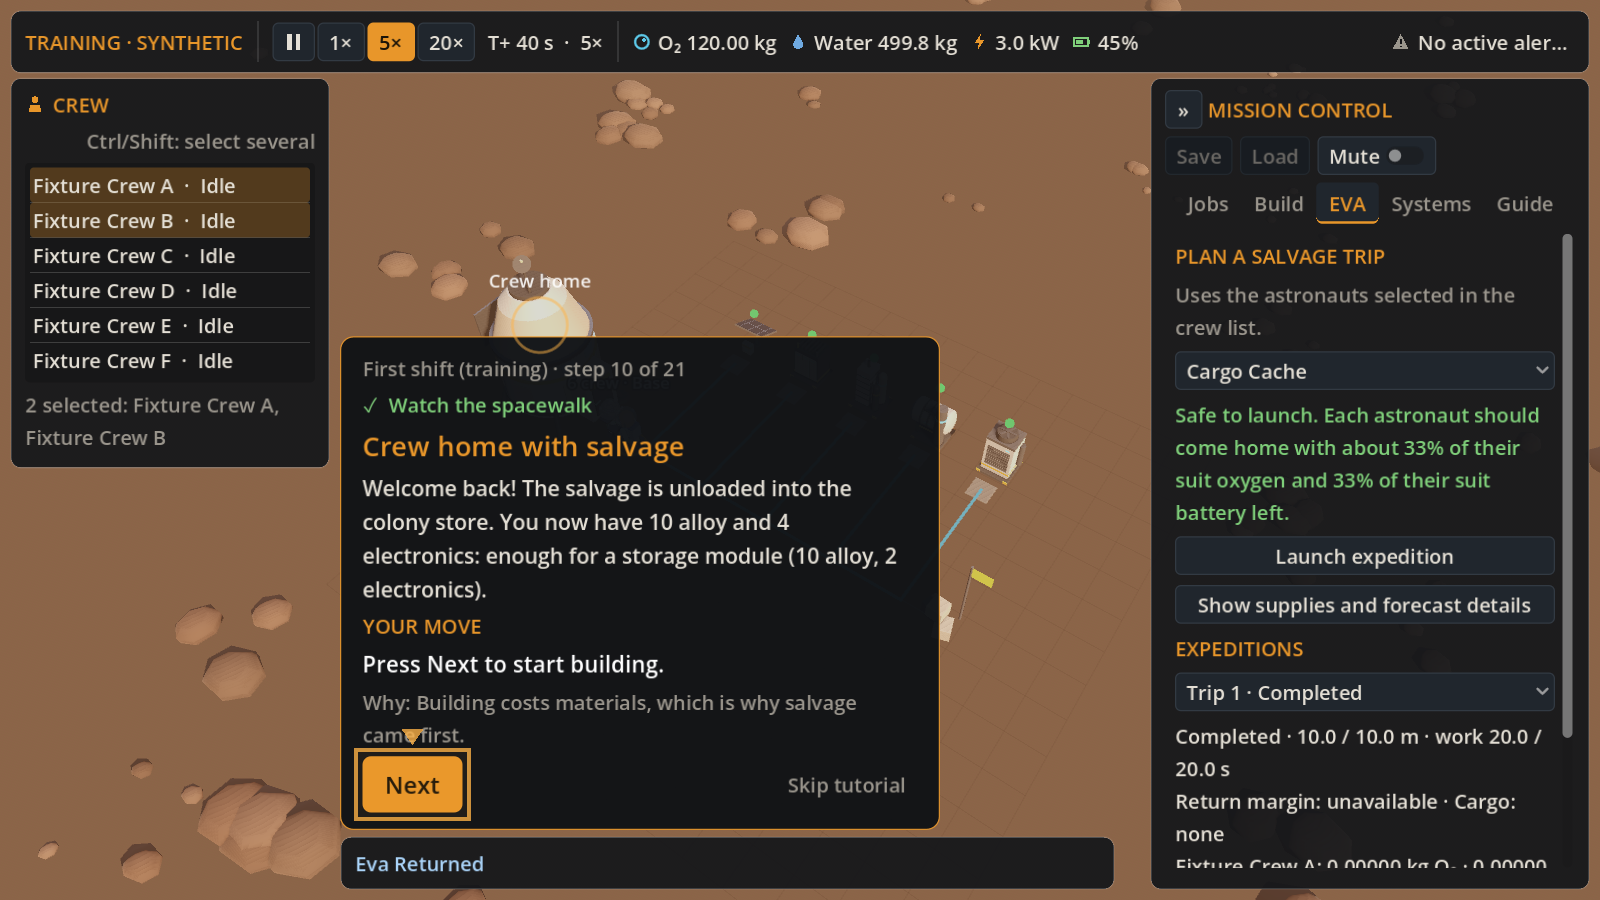 TRAINING · SYNTHETIC
1×
5×
20×
T+ 40 s · 5×
O₂ 120.00 kg
Water 499.8 kg
3.0 kW
45%
No active aler...
CREW
Ctrl/Shift: select several
Fixture Crew A · Idle
Fixture Crew B · Idle
Fixture Crew C · Idle
Fixture Crew D · Idle
Fixture Crew E · Idle
Fixture Crew F · Idle
2 selected: Fixture Crew A,
Fixture Crew B
Crew home
First shift (training) · step 10 of 21
✓ Watch the spacewalk
Crew home with salvage
Welcome back! The salvage is unloaded into the
colony store. You now have 10 alloy and 4
electronics: enough for a storage module (10 alloy, 2
electronics).
YOUR MOVE
Press Next to start building.
Why: Building costs materials, which is why salvage
came first.
Next
Skip tutorial
Eva Returned
» MISSION CONTROL
Save
Load
Mute
Jobs
Build
EVA
Systems
Guide
PLAN A SALVAGE TRIP
Uses the astronauts selected in the
crew list.
Cargo Cache
Safe to launch. Each astronaut should
come home with about 33% of their
suit oxygen and 33% of their suit
battery left.
Launch expedition
Show supplies and forecast details
EXPEDITIONS
Trip 1 · Completed
Completed · 10.0 / 10.0 m · work 20.0 /
20.0 s
Return margin: unavailable · Cargo:
none
Fixture Crew A: 0.00000 kg O₂ · 0.00000